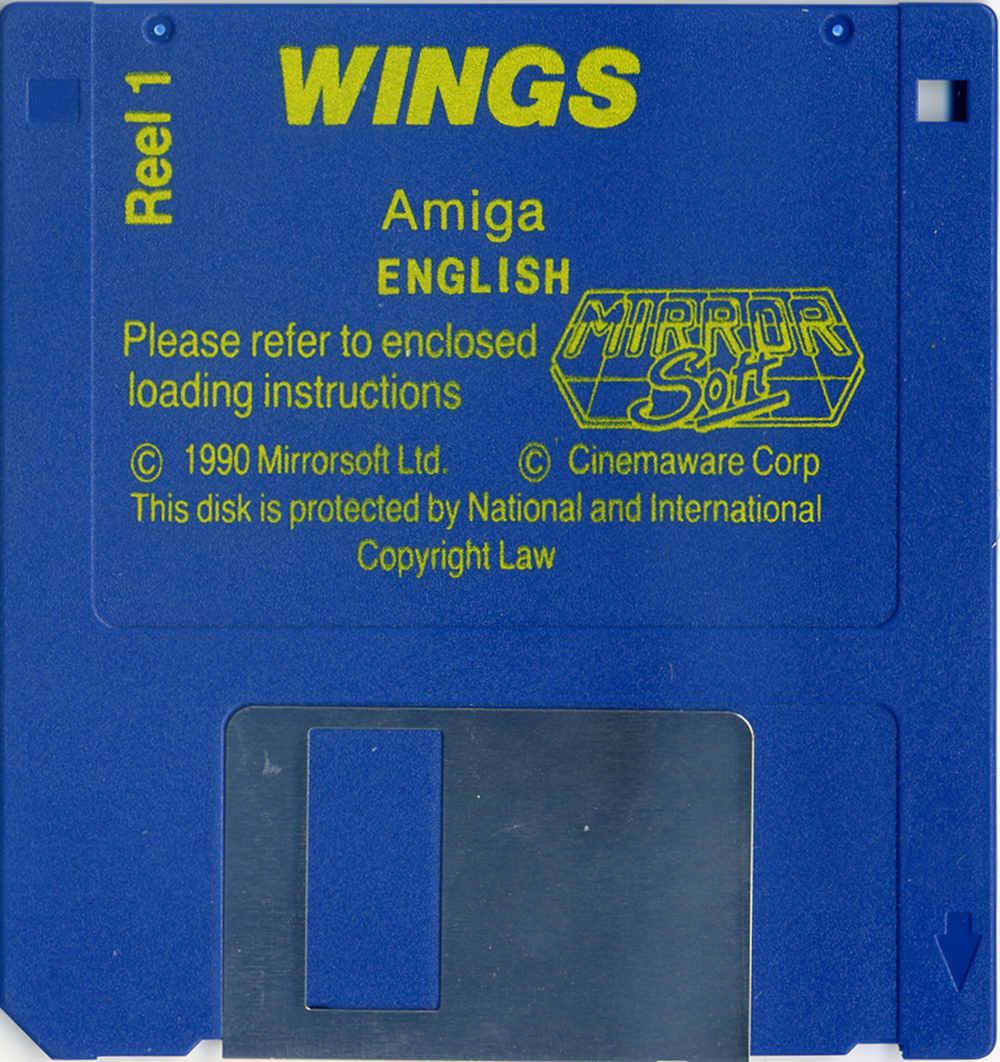 Reel 1
WINGS
Amiga
ENGLISH
MIRROR
Soft
Please refer to enclosed
loading instructions
© 1990 Mirrorsoft Ltd. © Cinemaware Corp
This disk is protected by National and International
Copyright Law